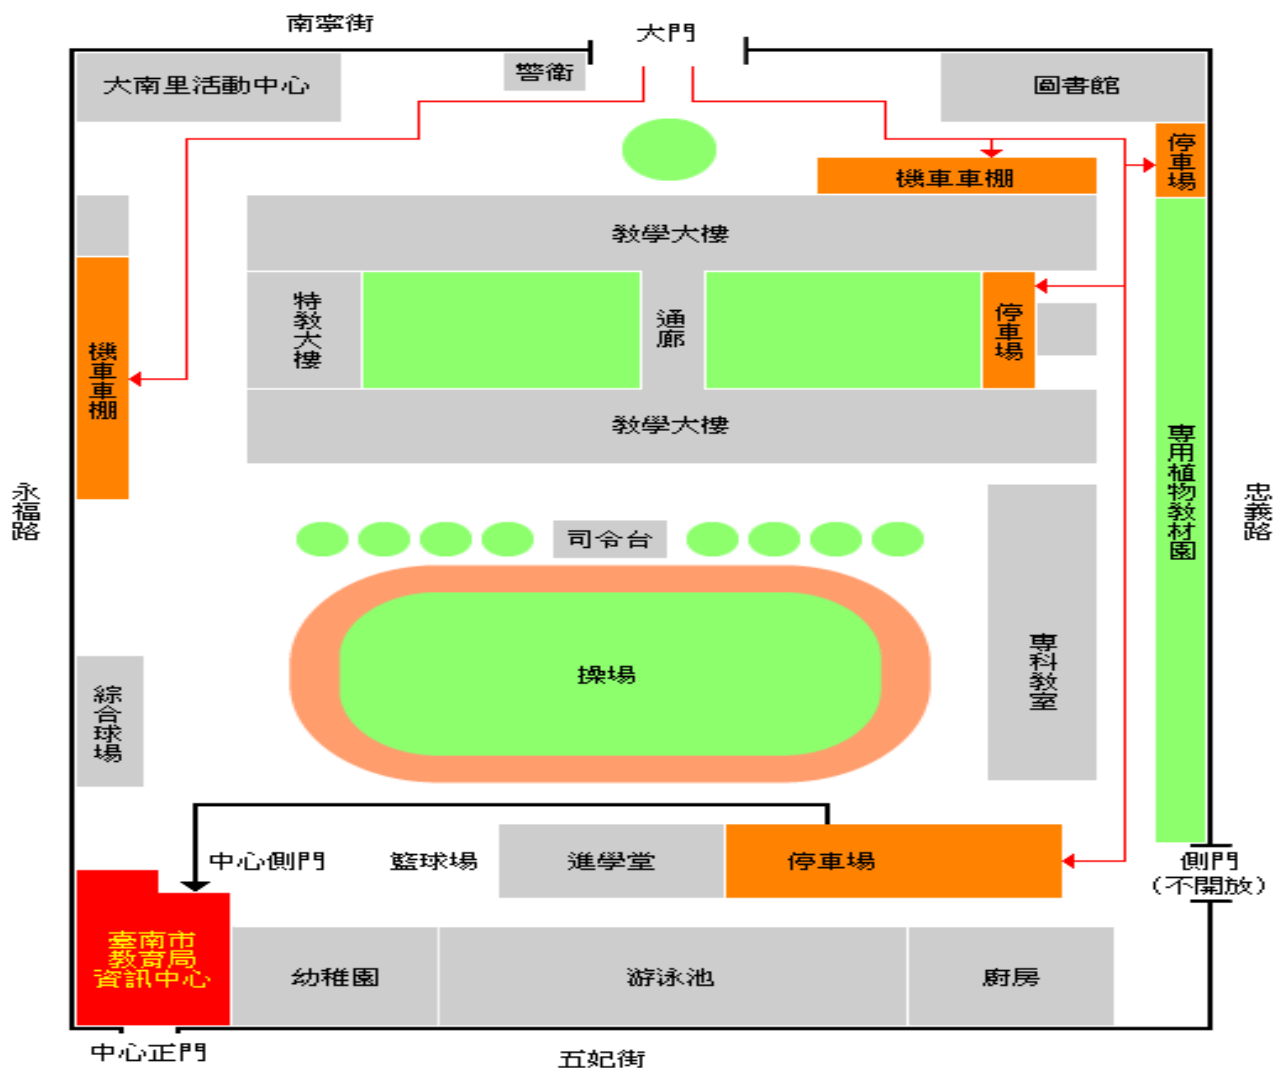 南寧街
大門
大南里活動中心
警衛
圖書館
停車場
機車車棚
教學大樓
特教大樓
通廊
停車場
機車車棚
教學大樓
專用植物教材園
永福路
忠義路
司令台
操場
專科教室
綜合球場
中心側門
籃球場
進學堂
停車場
側門
(不開放)
臺南市
教育局
資訊中心
幼稚園
游泳池
廚房
中心正門
五妃街